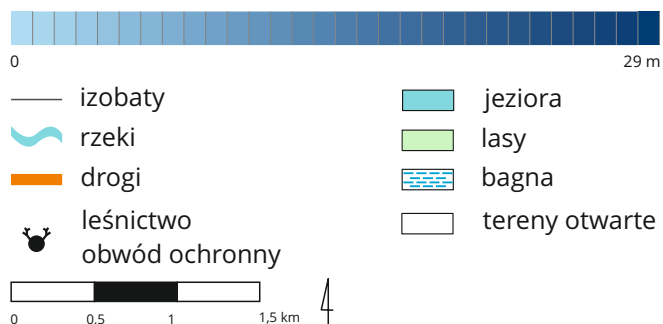 0 29 m
izobaty
rzeki
drogi
leśnictwo
obwód ochronny
jeziora
lasy
bagna
tereny otwarte
0 0,5 1 1,5 km